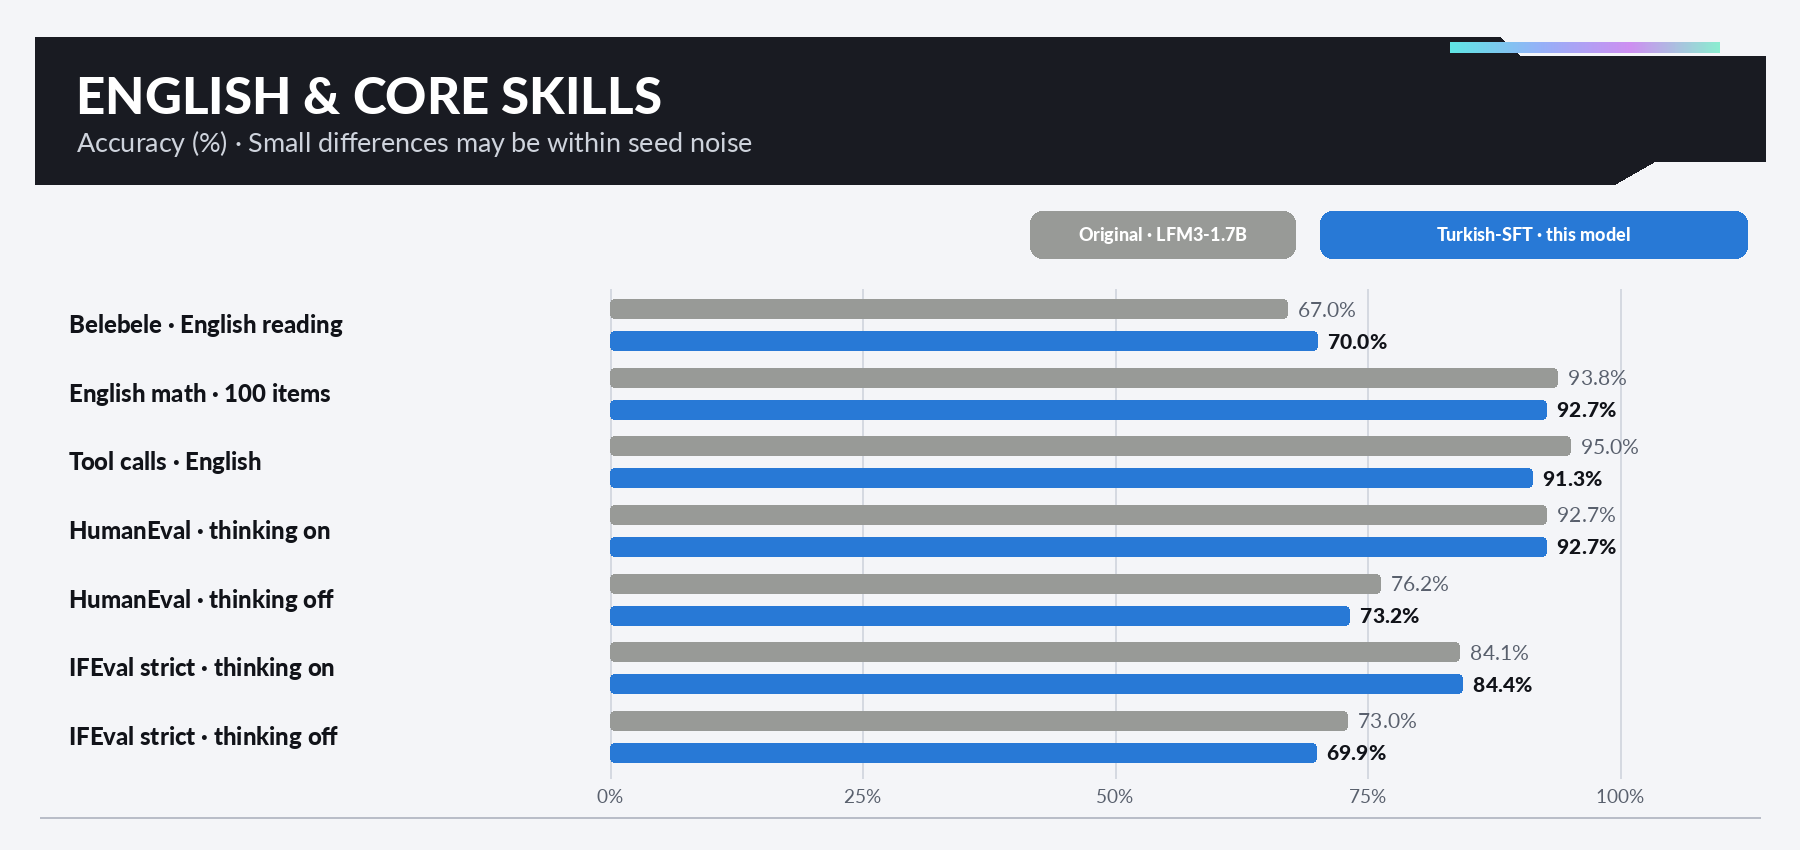 ENGLISH & CORE SKILLS
Accuracy (%) · Small differences may be within seed noise
Original · LFM3-1.7B
Turkish-SFT · this model
Belebele · English reading
67.0%
70.0%
English math · 100 items
93.8%
92.7%
Tool calls · English
95.0%
91.3%
HumanEval · thinking on
92.7%
92.7%
HumanEval · thinking off
76.2%
73.2%
IFEval strict · thinking on
84.1%
84.4%
IFEval strict · thinking off
73.0%
69.9%
0% 25% 50% 75% 100%